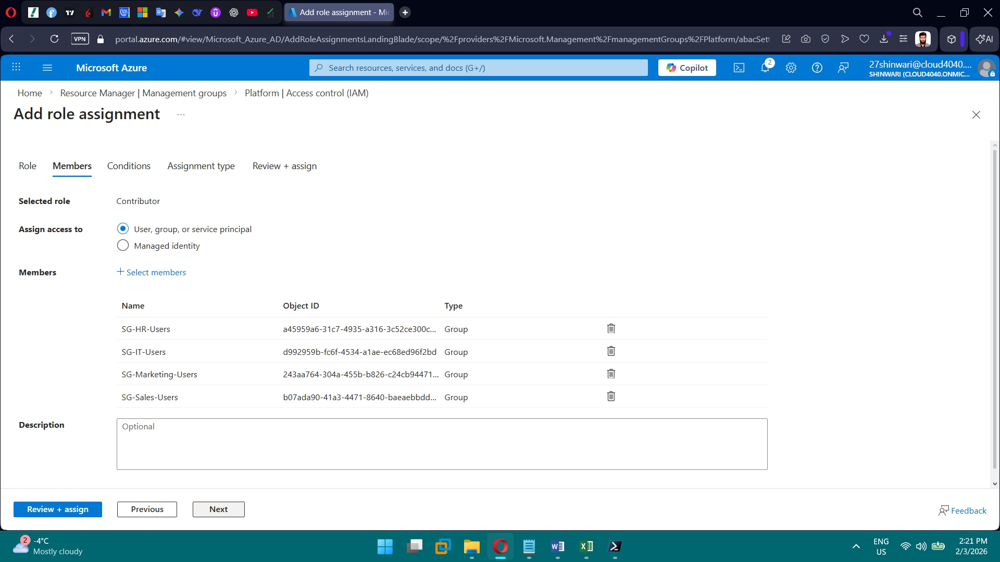 Add role assignment - Mic
VPN
portal.azure.com/#view/Microsoft_Azure_AD/AddRoleAssignmentsLandingBlade/scope/%2Fproviders%2FMicrosoft.Management%2FmanagementGroups%2FPlatform/abacSett
AI
Microsoft Azure
Search resources, services, and docs (G+/)
Copilot
2
27shinwari@cloud4040....
SHINWARI (CLOUD4040.ONMIC...
Home > Resource Manager | Management groups > Platform | Access control (IAM)
Add role assignment ...
Role Members Conditions Assignment type Review + assign
Selected role Contributor
Assign access to User, group, or service principal
Managed identity
Members + Select members
Name Object ID Type
SG-HR-Users a45959a6-31c7-4935-a316-3c52ce300c... Group
SG-IT-Users d992959b-fc6f-4534-a1ae-ec68ed96f2bd Group
SG-Marketing-Users 243aa764-304a-455b-b826-c24cb94471... Group
SG-Sales-Users b07ada90-41a3-4471-8640-baeaebbdd... Group
Description Optional
Review + assign Previous Next
Feedback
2 -4°C
Mostly cloudy
ENG
US
2:21 PM
2/3/2026